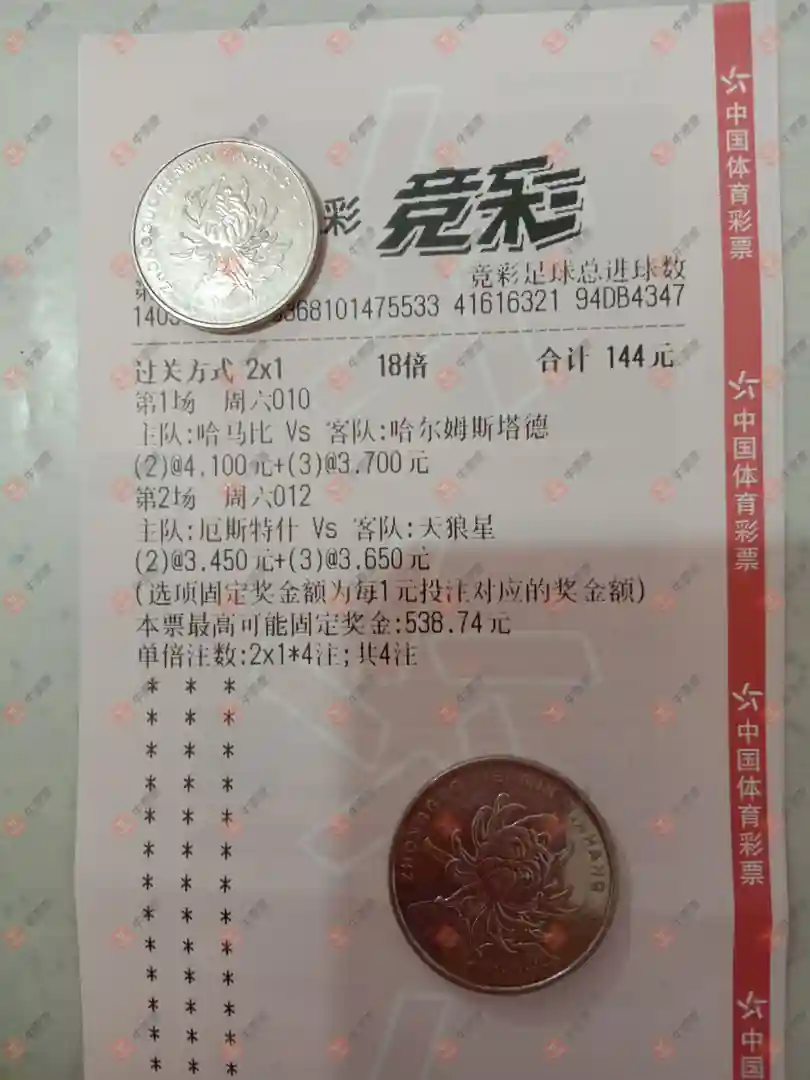 彩 竞彩
竞彩足球总进球数
368101475533 41616321 94DB4347
过关方式 2x1 18倍 合计 144元
第1场 周六010
主队:哈马比 Vs 客队:哈尔姆斯塔德
(2)@4.100元+(3)@3.700元
第2场 周六012
主队:厄斯特什 Vs 客队:天狼星
(2)@3.450元+(3)@3.650元
(选项固定奖金额为每1元投注对应的奖金额)
本票最高可能固定奖金:538.74元
单倍注数:2x1*4注;共4注
* * *
* * *
* * *
* * *
* * *
* * *
* * *
* * *
* * *
* * *
* * *
* * *
* * *
中国体育彩票
中国体育彩票
中国体育彩票
中国